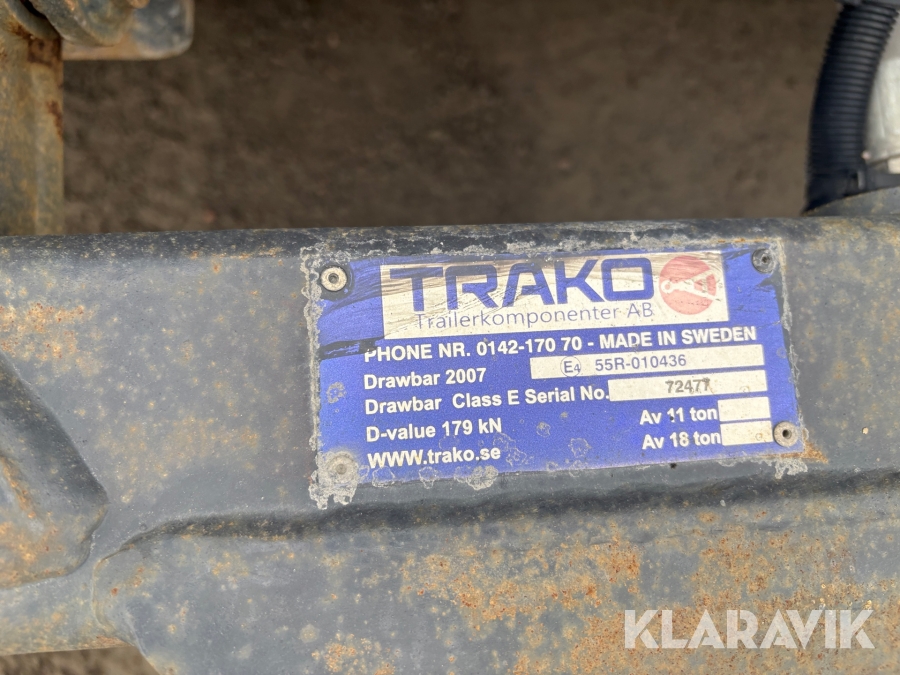 TRAKO
Trailerkomponenter AB
PHONE NR. 0142-170 70 - MADE IN SWEDEN
Drawbar 2007 E4 55R-010436
Drawbar Class E Serial No. 72477
D-value 179 kN Av 11 ton
WWW.trako.se Av 18 ton
KLARAVIK